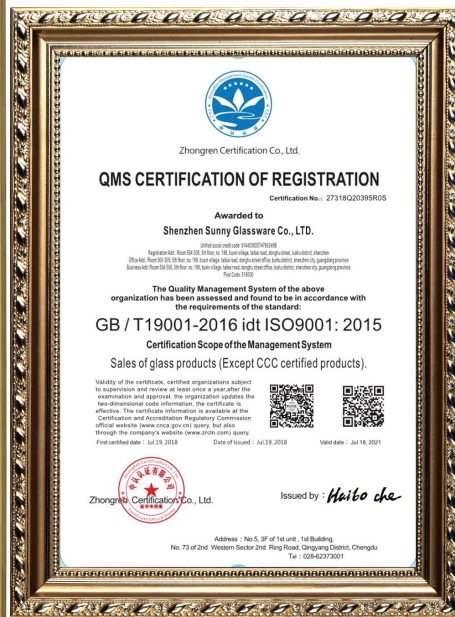 Zhongren Certification Co., Ltd.
QMS CERTIFICATION OF REGISTRATION
Certification No.: 27318Q20395R0S
Awarded to
Shenzhen Sunny Glassware Co., LTD.
The Quality Management System of the above
organization has been assessed and found to be in accordance with
the requirements of the standard:
GB / T19001-2016 idt ISO9001: 2015
Certification Scope of the Management System
Sales of glass products (Except CCC certified products).
Validity of the certificate, certified organizations subject
to supervision and review at least once a year,after the
examination and approval, the organization updates the
two-dimensional code information, the certificate is
effective. The certificate information is available at the
Certification and Accreditation Regulatory Commission
official website (www.cnca.gov.cn) query, but also
through the company's website (www.zrcln.com) query.
First certified date : Jul.19, 2018 Date of Issued : Jul.19, 2018 Valid date : Jul.18, 2021
Zhongren Certification Co., Ltd.
Issued by : Haibo che
Address : No.5, 3F of 1st unit , 1st Building,
No. 73 of 2nd Western Sector 2nd Ring Road, Qingyang District, Chengdu
Tel : 028-62373001